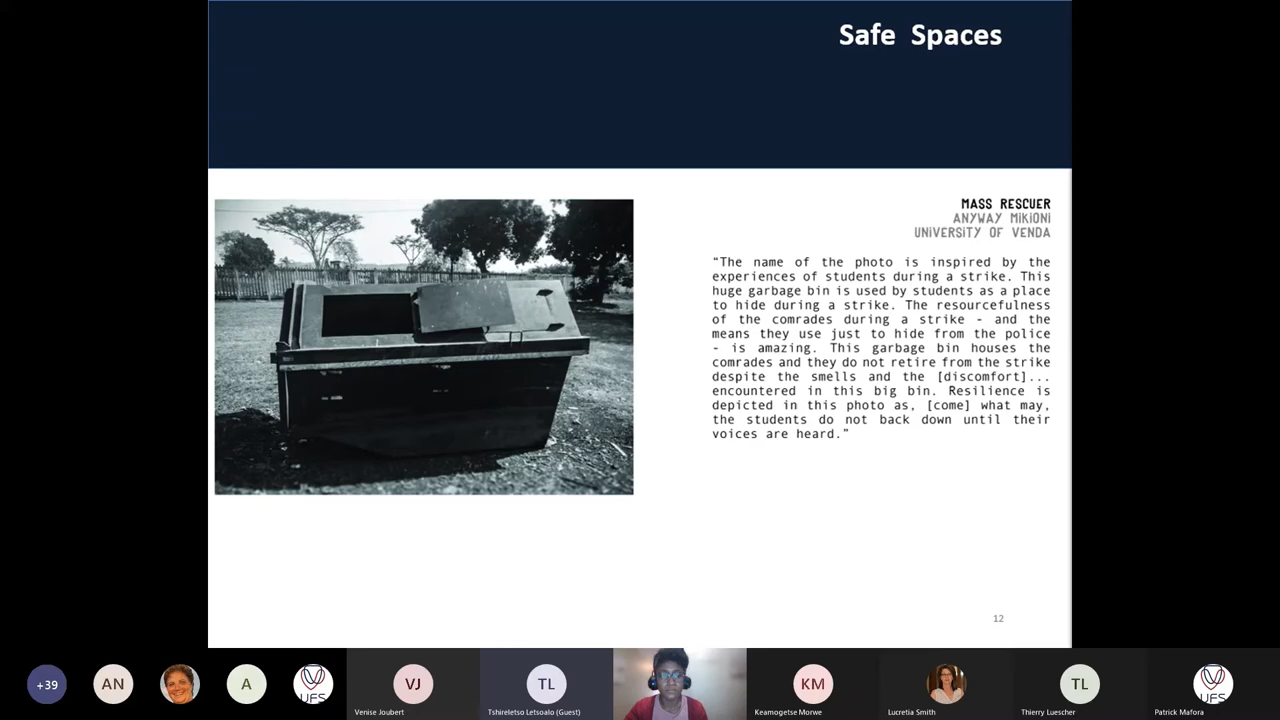 Safe Spaces
MASS RESCUER
ANYWAY MIKIONI
UNIVERSITY OF VENDA
“The name of the photo is inspired by the
experiences of students during a strike. This
huge garbage bin is used by students as a place
to hide during a strike. The resourcefulness
of the comrades during a strike - and the
means they use just to hide from the police
- is amazing. This garbage bin houses the
comrades and they do not retire from the strike
despite the smells and the [discomfort]...
encountered in this big bin. Resilience is
depicted in this photo as, [come] what may,
the students do not back down until their
voices are heard.”
12
+39
AN
A
UFS
VJ
TL
KM
TL
UFS
Venise Joubert
Tshireletso Letsoalo (Guest)
Keamogetse Morwe
Lucretia Smith
Thierry Luescher
Patrick Mafora